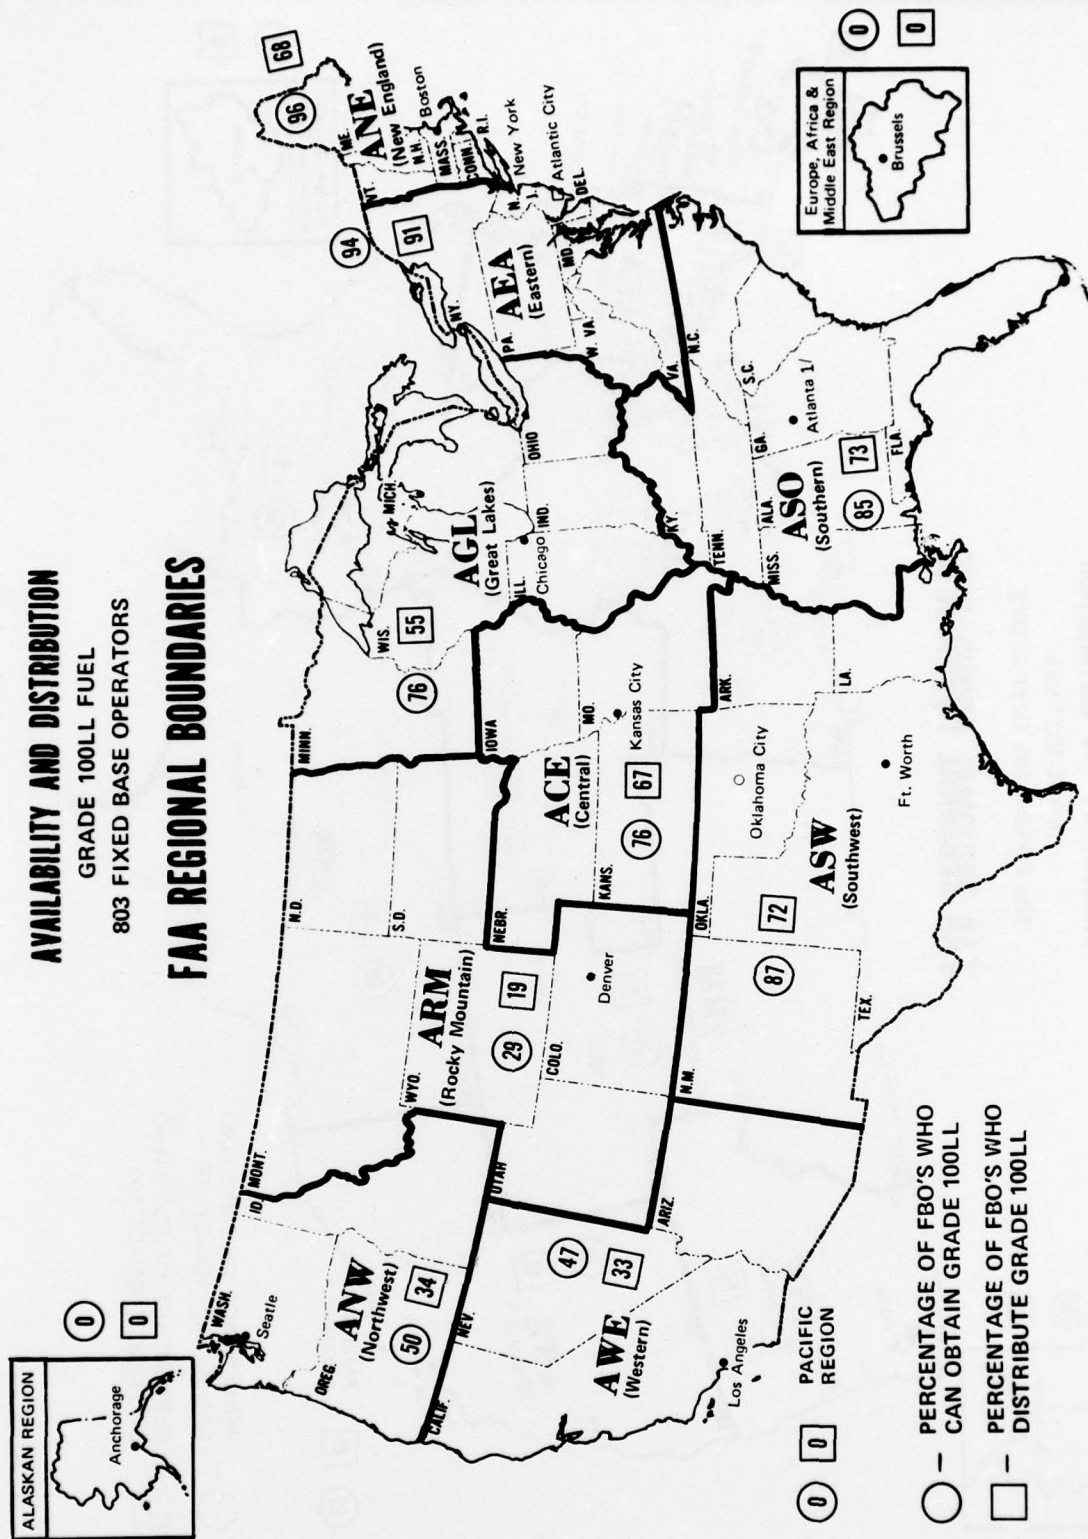 AVAILABILITY AND DISTRIBUTION
GRADE 100LL FUEL
803 FIXED BASE OPERATORS
FAA REGIONAL BOUNDARIES
ALASKAN REGION
Anchorage
0
0
WASH.
Seatle
OREG.
ID.
ANW
(Northwest)
50
34
CALIF.
NEV.
AWE
(Western)
47
33
Los Angeles
ARIZ.
UTAH
MONT.
WYO.
ARM
(Rocky Mountain)
29
19
COLO.
Denver
N.D.
S.D.
NEBR.
KANS.
ACE
(Central)
76
67
IOWA
MO.
Kansas City
N.M.
OKLA.
Oklahoma City
87
72
ASW
(Southwest)
TEX.
Ft. Worth
ARK.
LA.
MINN.
WIS.
76
55
MICH.
AGL
(Great Lakes)
ILL.
Chicago
IND.
OHIO
KY.
TENN.
MISS.
ALA.
GA.
ASO
(Southern)
85
73
Atlanta 1/
FLA.
S.C.
N.C.
VA.
W. VA.
PA.
AEA
(Eastern)
94
91
NY.
MD.
DEL.
N. J.
Atlantic City
New York
VT.
ME.
ANE
(New England)
96
68
N.H.
Boston
MASS.
CONN.
R.I.
Europe, Africa &
Middle East Region
Brussels
0
0
0
0
PACIFIC
REGION
– PERCENTAGE OF FBO'S WHO
CAN OBTAIN GRADE 100LL
– PERCENTAGE OF FBO'S WHO
DISTRIBUTE GRADE 100LL